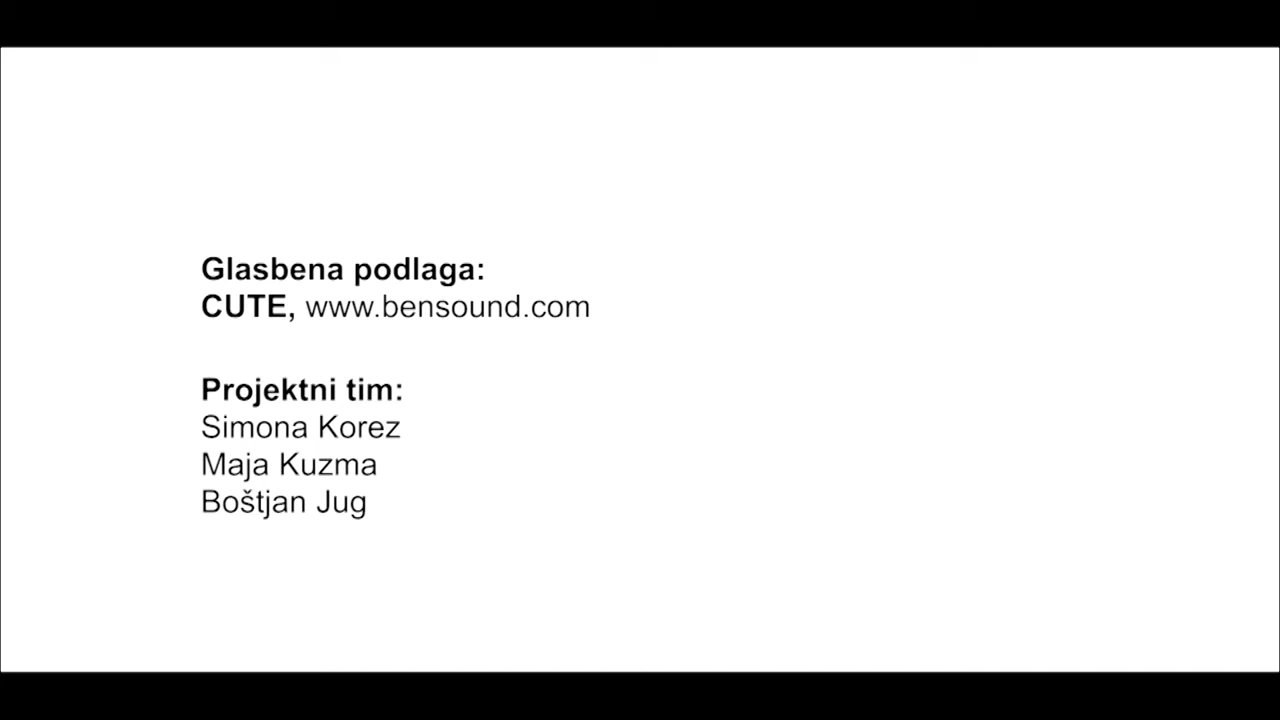 Glasbena podlaga:
CUTE, www.bensound.com
Projektni tim:
Simona Korez
Maja Kuzma
Boštjan Jug